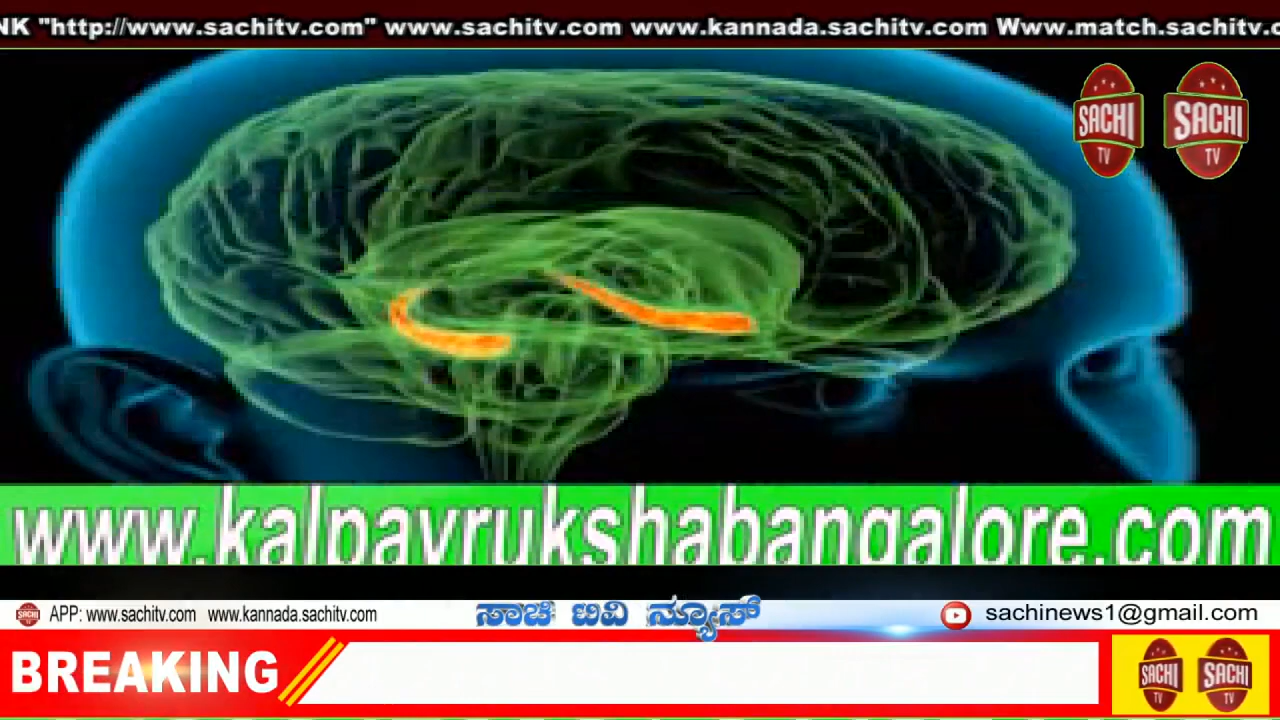 NK "http://www.sachitv.com" www.sachitv.com www.kannada.sachitv.com Www.match.sachitv.c
SACHI TV SACHI TV
www.kalpavrukshabangalore.com
SACHI APP: www.sachitv.com www.kannada.sachitv.com ಸಾಚಿ ಟಿವಿ ನ್ಯೂಸ್ sachinews1@gmail.com
BREAKING
SACHI TV SACHI TV